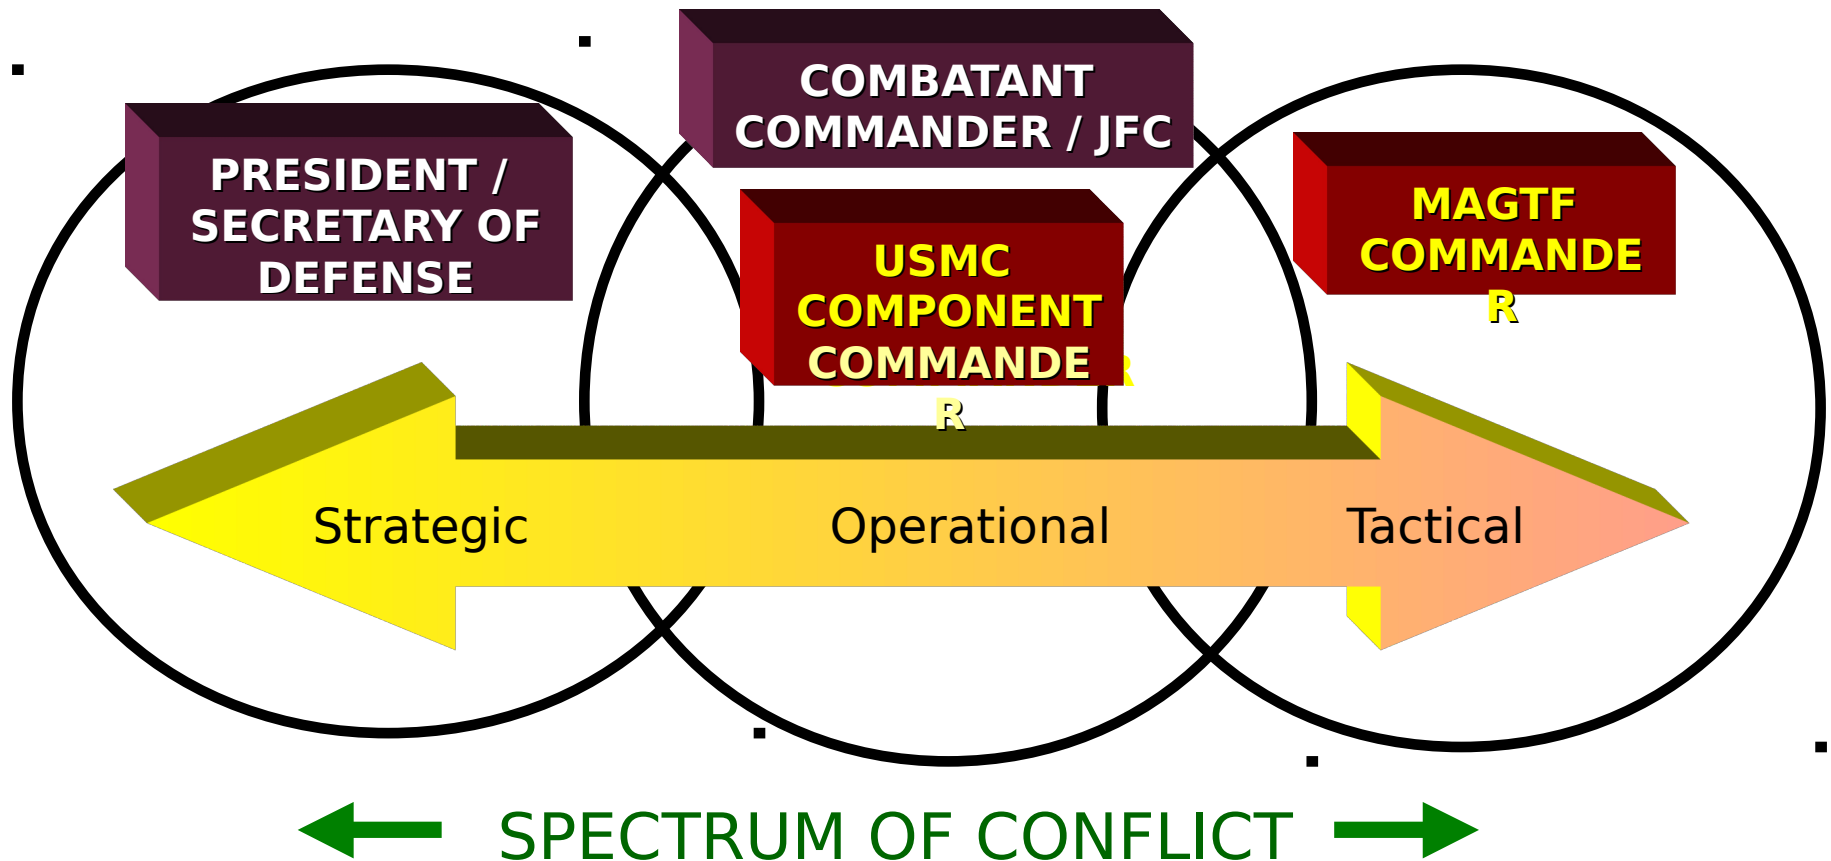 PRESIDENT /
SECRETARY OF
DEFENSE
COMBATANT
COMMANDER / JFC
USMC
COMPONENT
COMMANDE
R
MAGTF
COMMANDE
R
Strategic
Operational
Tactical
SPECTRUM OF CONFLICT